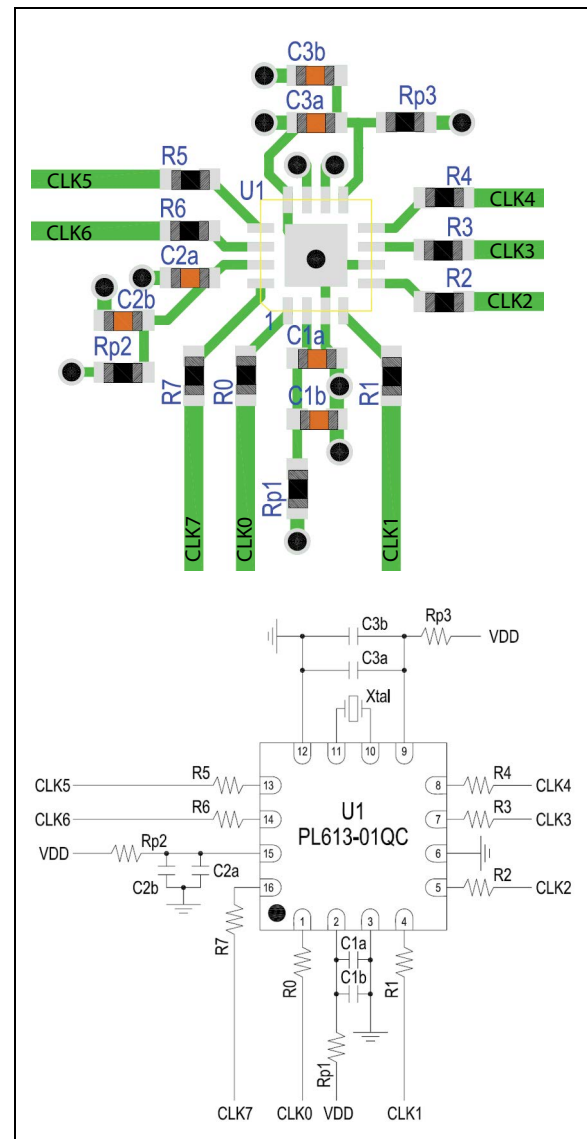 C3b
C3a
Rp3
R5
U1
R4
CLK5
CLK4
R6
R3
CLK6
CLK3
C2a
R2
C2b
CLK2
1
C1a
Rp2
R7
R0
R1
C1b
Rp1
CLK7
CLK0
CLK1
C3b
Rp3
VDD
C3a
Xtal
12
11
10
9
CLK5
R5
13
8
R4
CLK4
CLK6
R6
14
U1
7
R3
CLK3
PL613-01QC
VDD
Rp2
15
6
C2b
C2a
16
5
R2
CLK2
1
2
3
4
R7
R0
C1a
C1b
R1
Rp1
CLK7
CLK0
VDD
CLK1